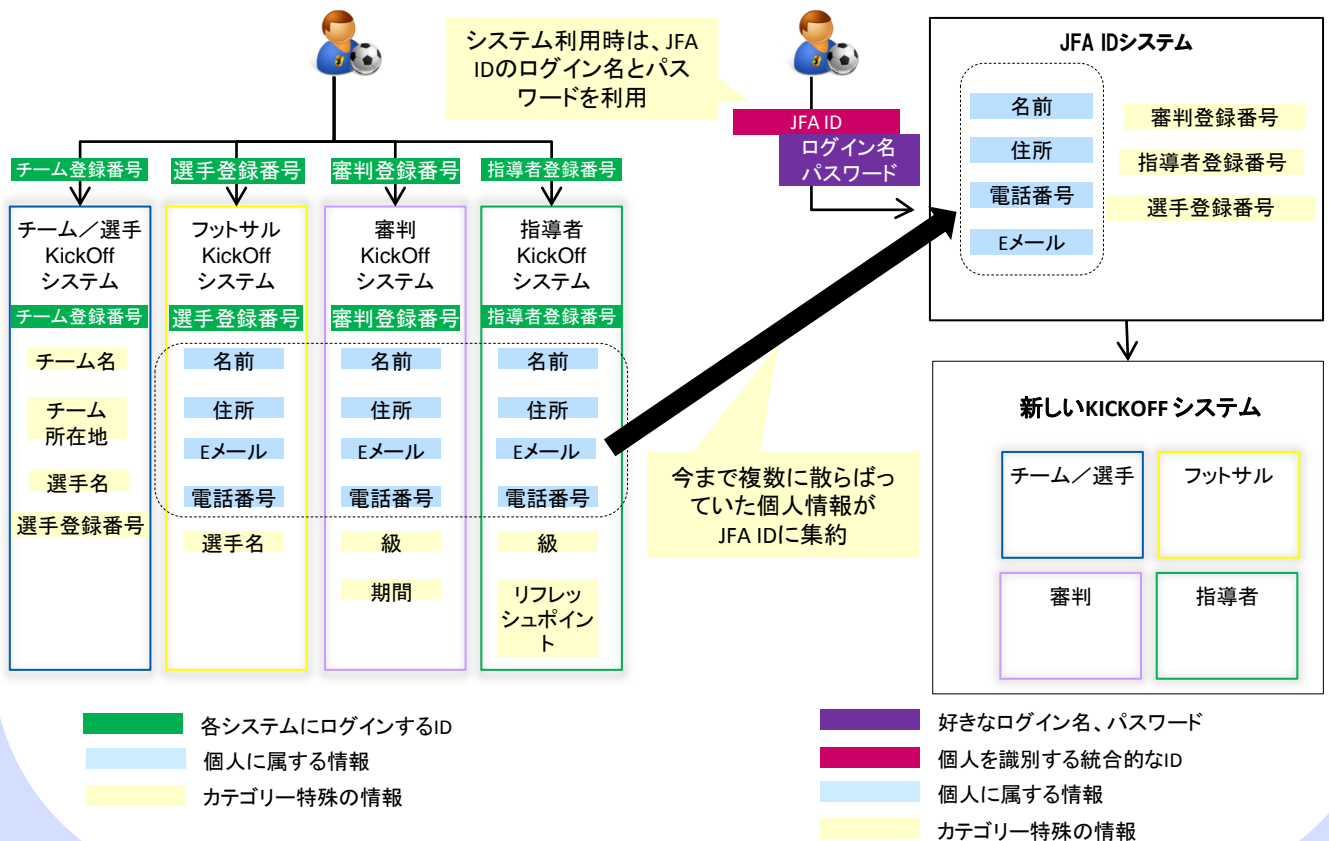 システム利用時は、JFA
IDのログイン名とパス
ワードを利用
チーム登録番号
選手登録番号
審判登録番号
指導者登録番号
チーム／選手
KickOff
システム
チーム登録番号
チーム名
チーム
所在地
選手名
選手登録番号
フットサル
KickOff
システム
選手登録番号
名前
住所
Eメール
電話番号
選手名
審判
KickOff
システム
審判登録番号
名前
住所
Eメール
電話番号
級
期間
指導者
KickOff
システム
指導者登録番号
名前
住所
Eメール
電話番号
級
リフレッ
シュポイン
ト
各システムにログインするID
個人に属する情報
カテゴリー特殊の情報
JFA ID
ログイン名
パスワード
今まで複数に散らばっ
ていた個人情報が
JFA IDに集約
JFA IDシステム
名前
住所
電話番号
Eメール
審判登録番号
指導者登録番号
選手登録番号
新しいKICKOFF システム
チーム／選手
フットサル
審判
指導者
好きなログイン名、パスワード
個人を識別する統合的なID
個人に属する情報
カテゴリー特殊の情報